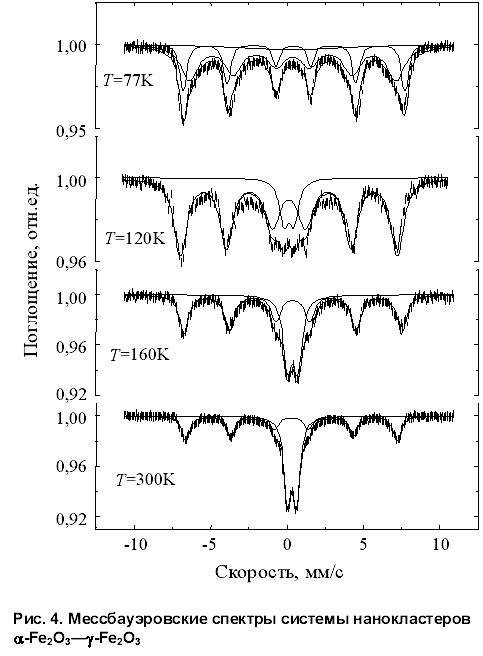 1,00
T=77K
0,95
1,00
T=120K
0,96
1,00
0,96
T=160K
0,92
1,00
0,96
T=300K
0,92
Поглощение, отн.ед.
-10 -5 0 5 10
Скорость, мм/с
Рис. 4. Мессбауэровские спектры системы нанокластеров
α-Fe2O3—γ-Fe2O3